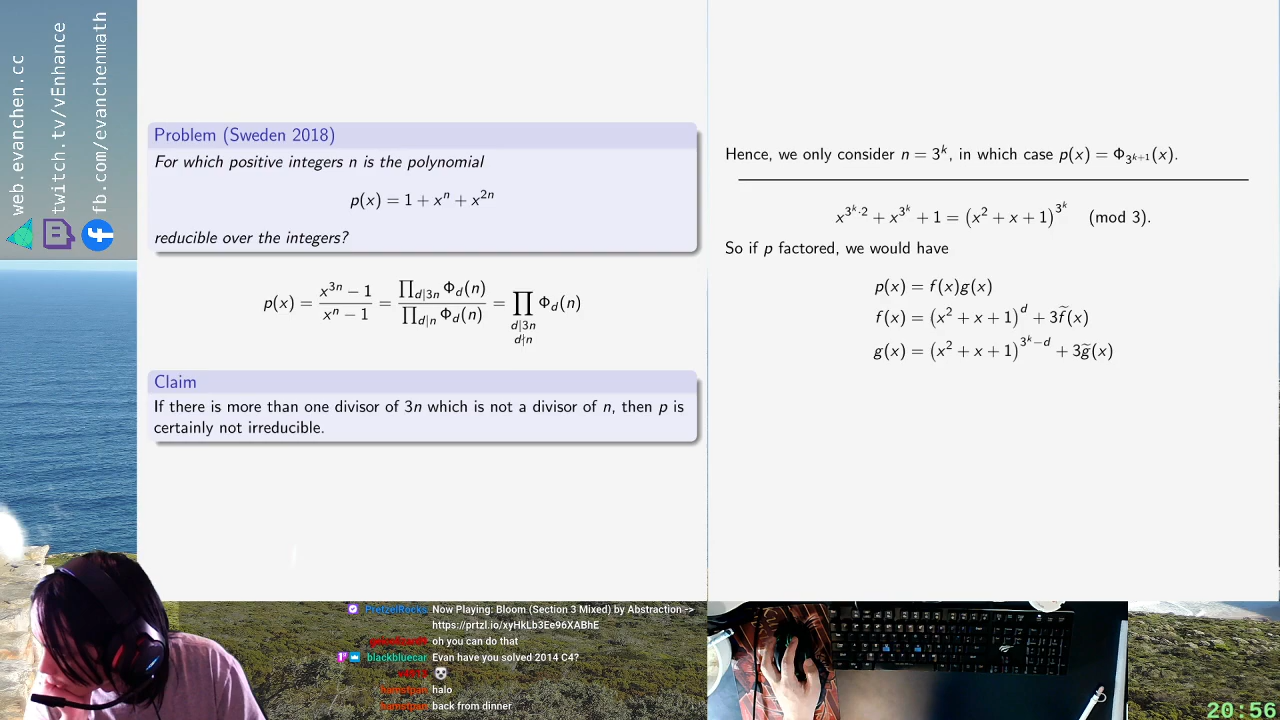 web.evanchen.cc
twitch.tv/vEnhance
fb.com/evanchenmath
Problem (Sweden 2018)
For which positive integers n is the polynomial
p(x) = 1 + x^n + x^{2n}
reducible over the integers?
p(x) = \frac{x^{3n} − 1}{x^n − 1} = \frac{∏_{d|3n} Φ_d(n)}{∏_{d|n} Φ_d(n)} = ∏_{d|3n, d∤n} Φ_d(n)
Claim
If there is more than one divisor of 3n which is not a divisor of n, then p is
certainly not irreducible.
Hence, we only consider n = 3^k, in which case p(x) = Φ_{3^{k+1}}(x).
x^{3^k·2} + x^{3^k} + 1 = (x^2 + x + 1)^{3^k} (mod 3).
So if p factored, we would have
p(x) = f(x)g(x)
f(x) = (x^2 + x + 1)^d + 3f̃(x)
g(x) = (x^2 + x + 1)^{3^k−d} + 3g̃(x)
PretzelRocks: Now Playing: Bloom (Section 3 Mixed) by Abstraction ->
https://prtzl.io/xyHkLb3Ee96XABhE
oh you can do that
blackbluecar: Evan have you solved 2014 C4?
halo
back from dinner
20:56